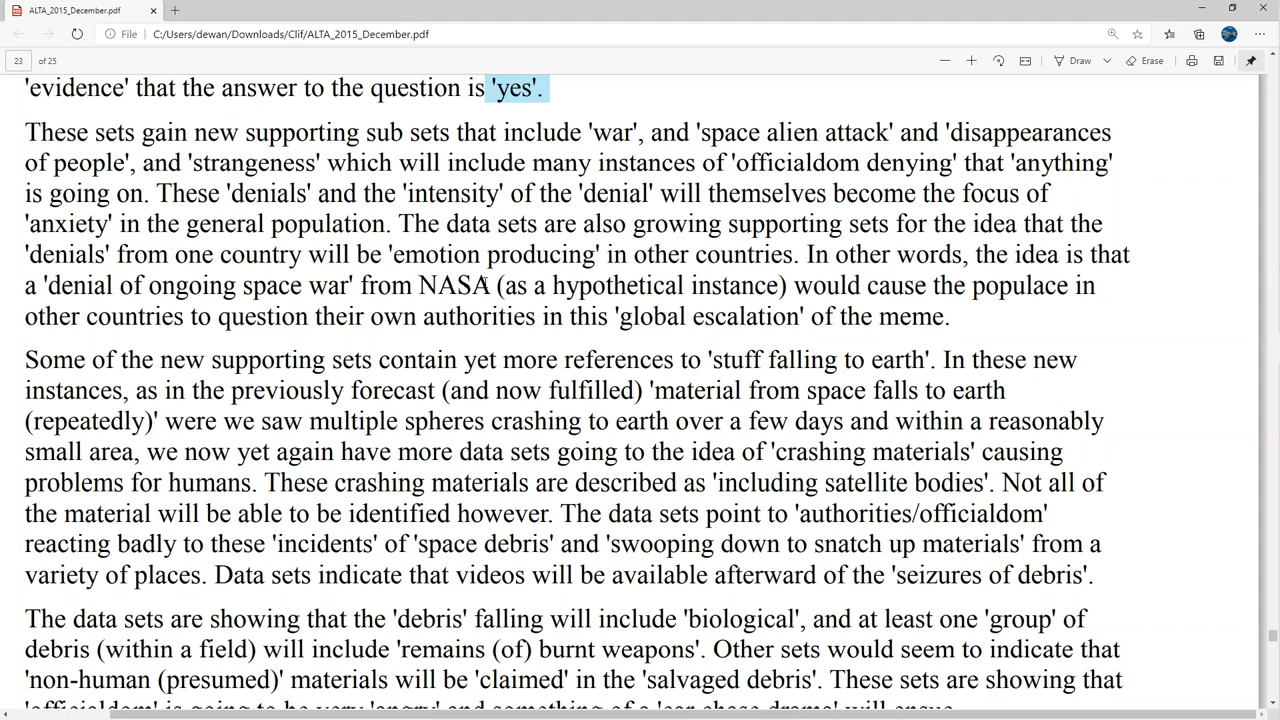 ALTA_2015_December.pdf
File C:/Users/dewan/Downloads/Clif/ALTA_2015_December.pdf
23 of 25 Draw Erase
'evidence' that the answer to the question is 'yes'.
These sets gain new supporting sub sets that include 'war', and 'space alien attack' and 'disappearances
of people', and 'strangeness' which will include many instances of 'officialdom denying' that 'anything'
is going on. These 'denials' and the 'intensity' of the 'denial' will themselves become the focus of
'anxiety' in the general population. The data sets are also growing supporting sets for the idea that the
'denials' from one country will be 'emotion producing' in other countries. In other words, the idea is that
a 'denial of ongoing space war' from NASA (as a hypothetical instance) would cause the populace in
other countries to question their own authorities in this 'global escalation' of the meme.
Some of the new supporting sets contain yet more references to 'stuff falling to earth'. In these new
instances, as in the previously forecast (and now fulfilled) 'material from space falls to earth
(repeatedly)' were we saw multiple spheres crashing to earth over a few days and within a reasonably
small area, we now yet again have more data sets going to the idea of 'crashing materials' causing
problems for humans. These crashing materials are described as 'including satellite bodies'. Not all of
the material will be able to be identified however. The data sets point to 'authorities/officialdom'
reacting badly to these 'incidents' of 'space debris' and 'swooping down to snatch up materials' from a
variety of places. Data sets indicate that videos will be available afterward of the 'seizures of debris'.
The data sets are showing that the 'debris' falling will include 'biological', and at least one 'group' of
debris (within a field) will include 'remains (of) burnt weapons'. Other sets would seem to indicate that
'non-human (presumed)' materials will be 'claimed' in the 'salvaged debris'. These sets are showing that
'officialdom' is going to be very 'angry' and something of a 'car chase drama' will ensue